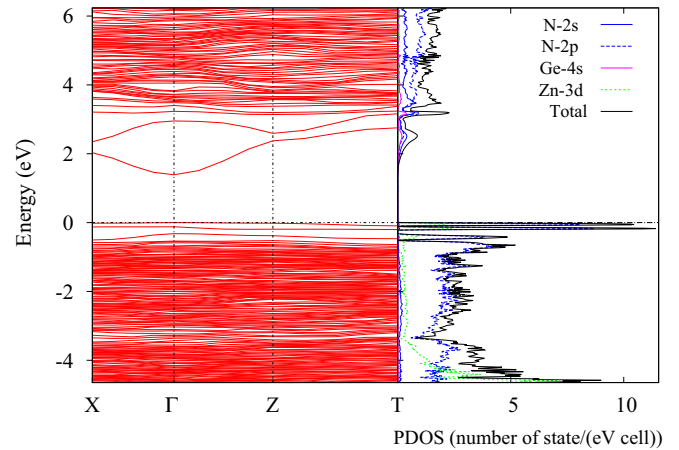 6
4
2
0
-2
-4
Energy (eV)
X
Γ
Z
T
5
10
PDOS (number of state/(eV cell))
N-2s
N-2p
Ge-4s
Zn-3d
Total